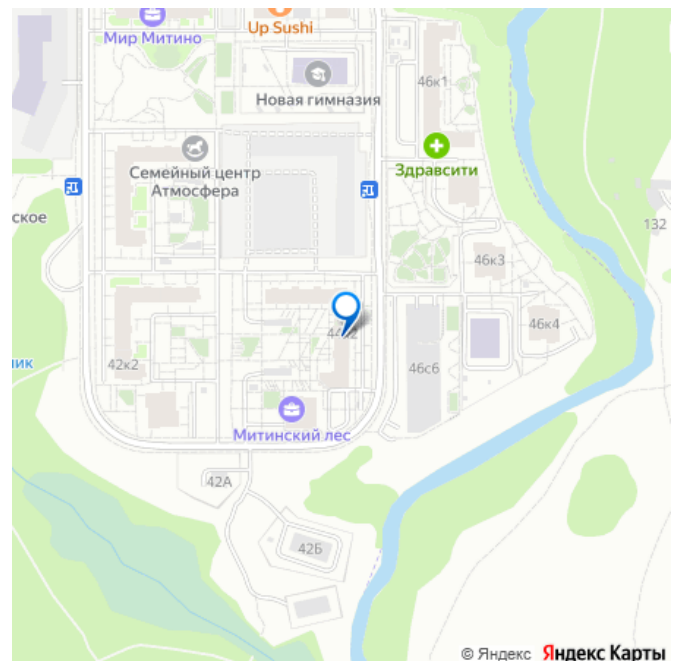 Мир Митино
Up Sushi
46к1
Новая гимназия
Здравсити
Семейный центр
Атмосфера
ское
132
46к3
46к4
42к2
46с6
ник
Митинский лес
42А
42Б
© Яндекс Яндекс Карты